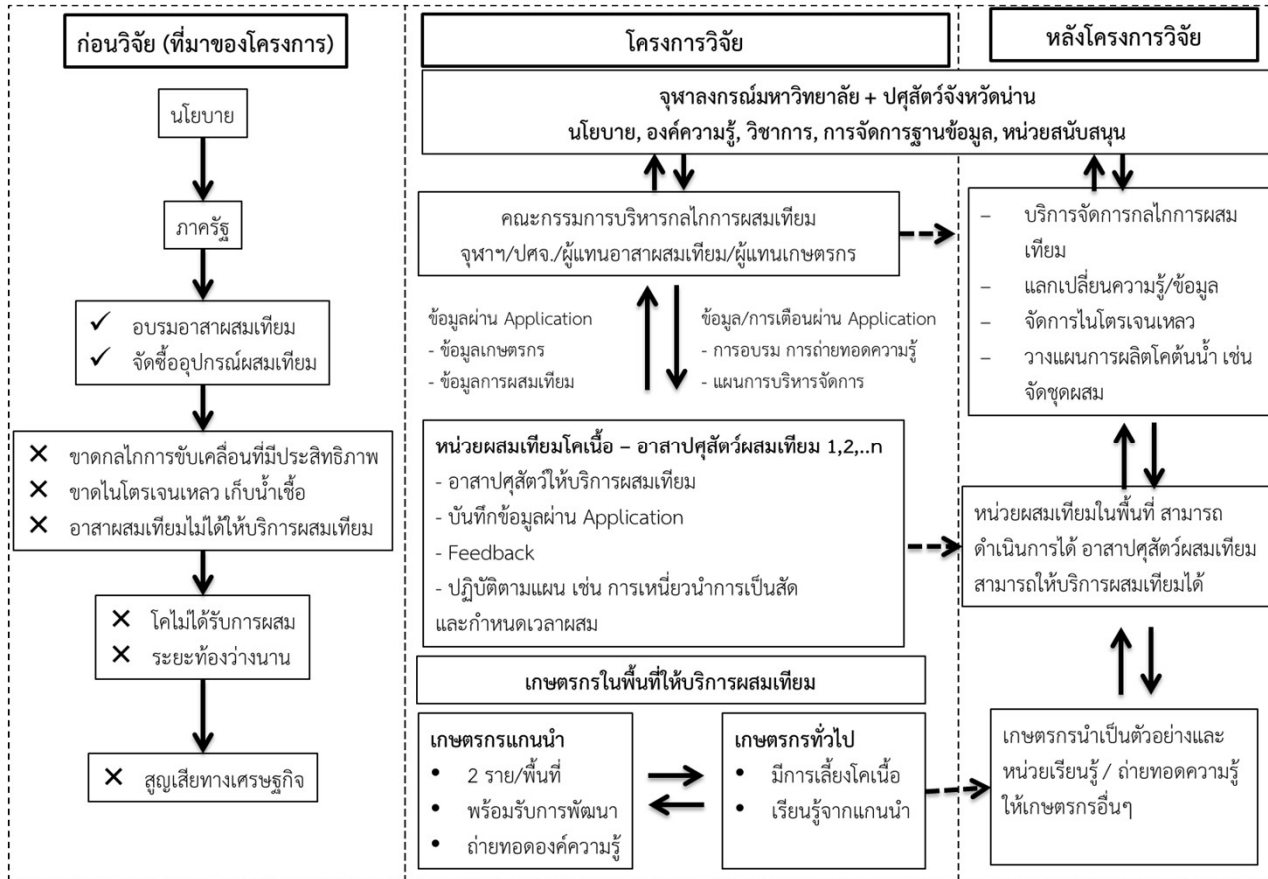 ก่อนวิจัย (ที่มาของโครงการ)
นโยบาย
ภาครัฐ
✓ อบรมอาสาผสมเทียม
✓ จัดซื้ออุปกรณ์ผสมเทียม
✕ ขาดกลไกการขับเคลื่อนที่มีประสิทธิภาพ
✕ ขาดไนโตรเจนเหลว เก็บน้ำเชื้อ
✕ อาสาผสมเทียมไม่ได้ให้บริการผสมเทียม
✕ โคไม่ได้รับการผสม
✕ ระยะท้องว่างนาน
✕ สูญเสียทางเศรษฐกิจ
โครงการวิจัย
จุฬาลงกรณ์มหาวิทยาลัย + ปศุสัตว์จังหวัดน่าน
นโยบาย, องค์ความรู้, วิชาการ, การจัดการฐานข้อมูล, หน่วยสนับสนุน
คณะกรรมการบริหารกลไกการผสมเทียม
จุฬาฯ/ปศจ./ผู้แทนอาสาผสมเทียม/ผู้แทนเกษตรกร
ข้อมูลผ่าน Application
- ข้อมูลเกษตรกร
- ข้อมูลการผสมเทียม
ข้อมูล/การเตือนผ่าน Application
- การอบรม การถ่ายทอดความรู้
- แผนการบริหารจัดการ
หน่วยผสมเทียมโคเนื้อ – อาสาปศุสัตว์ผสมเทียม 1,2,..n
- อาสาปศุสัตว์ให้บริการผสมเทียม
- บันทึกข้อมูลผ่าน Application
- Feedback
- ปฏิบัติตามแผน เช่น การเหนี่ยวนำการเป็นสัด
และกำหนดเวลาผสม
เกษตรกรในพื้นที่ให้บริการผสมเทียม
เกษตรกรแกนนำ
• 2 ราย/พื้นที่
• พร้อมรับการพัฒนา
• ถ่ายทอดองค์ความรู้
เกษตรกรทั่วไป
• มีการเลี้ยงโคเนื้อ
• เรียนรู้จากแกนนำ
หลังโครงการวิจัย
– บริการจัดการกลไกการผสม
เทียม
– แลกเปลี่ยนความรู้/ข้อมูล
– จัดการไนโตรเจนเหลว
– วางแผนการผลิตโคต้นน้ำ เช่น
จัดชุดผสม
หน่วยผสมเทียมในพื้นที่ สามารถ
ดำเนินการได้ อาสาปศุสัตว์ผสมเทียม
สามารถให้บริการผสมเทียมได้
เกษตรกรนำเป็นตัวอย่างและ
หน่วยเรียนรู้ / ถ่ายทอดความรู้
ให้เกษตรกรอื่นๆ